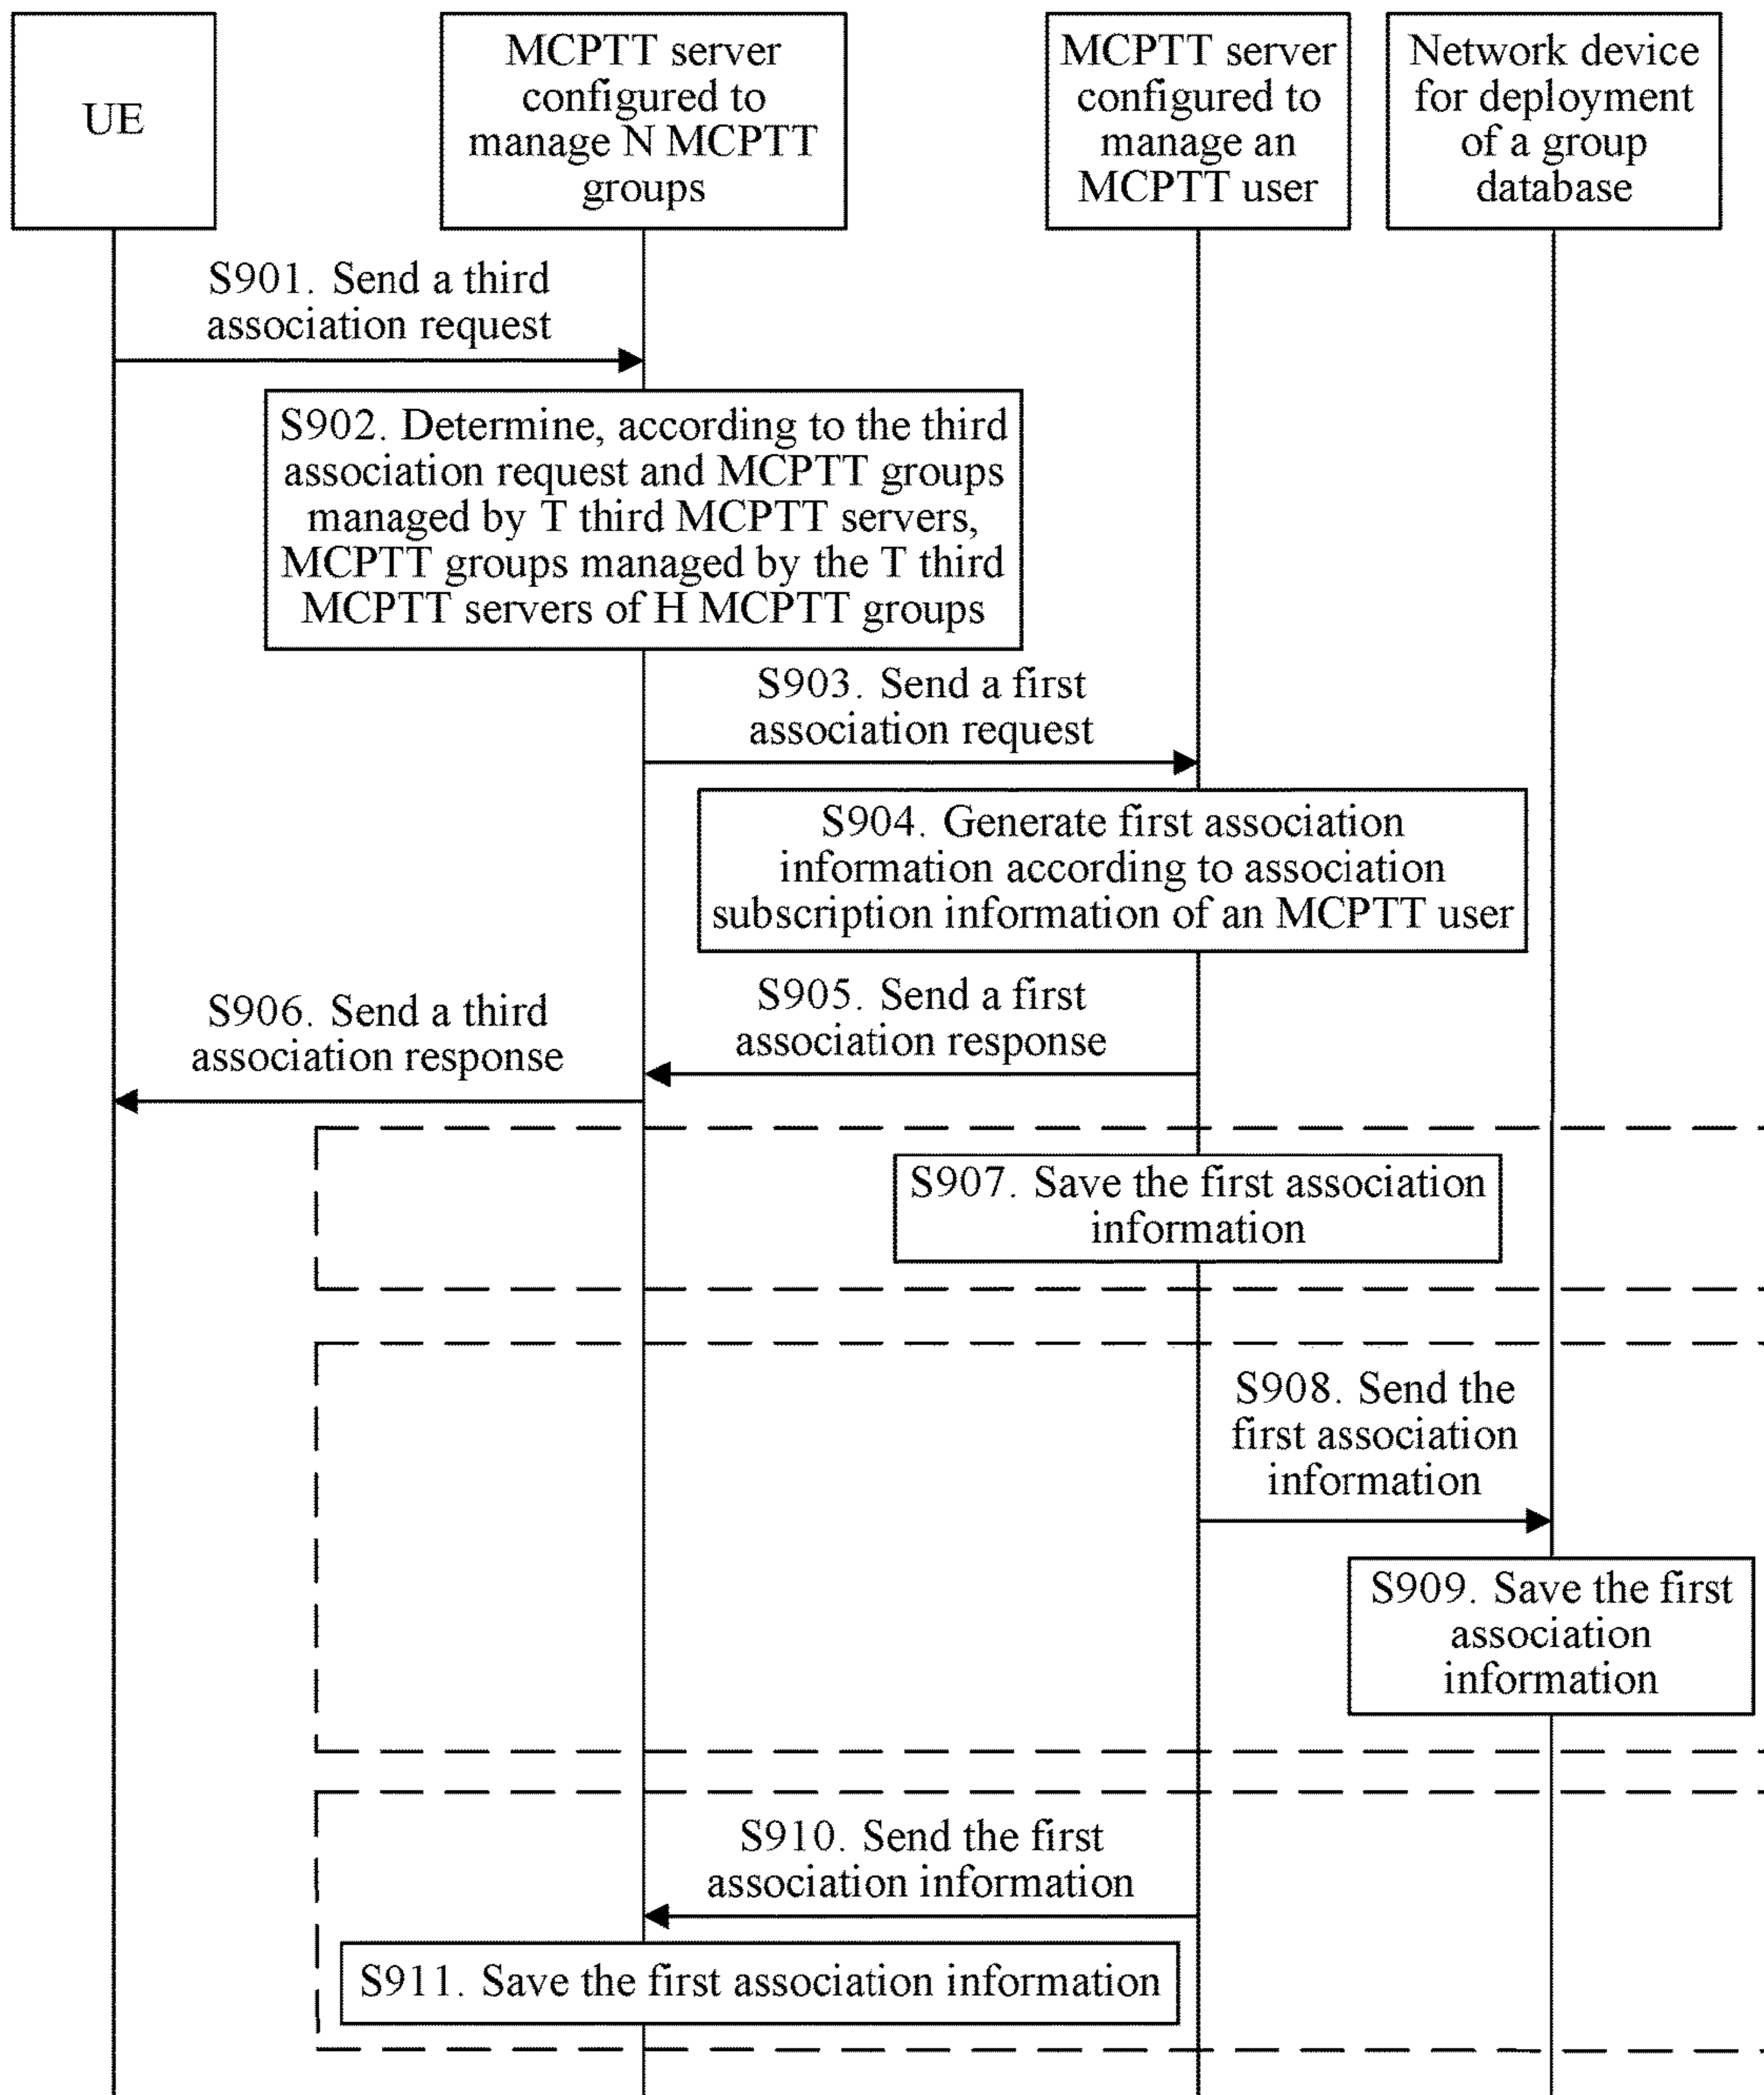 UE
MCPTT server
configured to
manage N MCPTT
groups
MCPTT server
configured to
manage an
MCPTT user
Network device
for deployment
of a group
database
S901. Send a third
association request
S902. Determine, according to the third
association request and MCPTT groups
managed by T third MCPTT servers,
MCPTT groups managed by the T third
MCPTT servers of H MCPTT groups
S903. Send a first
association request
S904. Generate first association
information according to association
subscription information of an MCPTT user
S905. Send a first
association response
S906. Send a third
association response
S907. Save the first association
information
S908. Send the
first association
information
S909. Save the first
association
information
S910. Send the first
association information
S911. Save the first association information